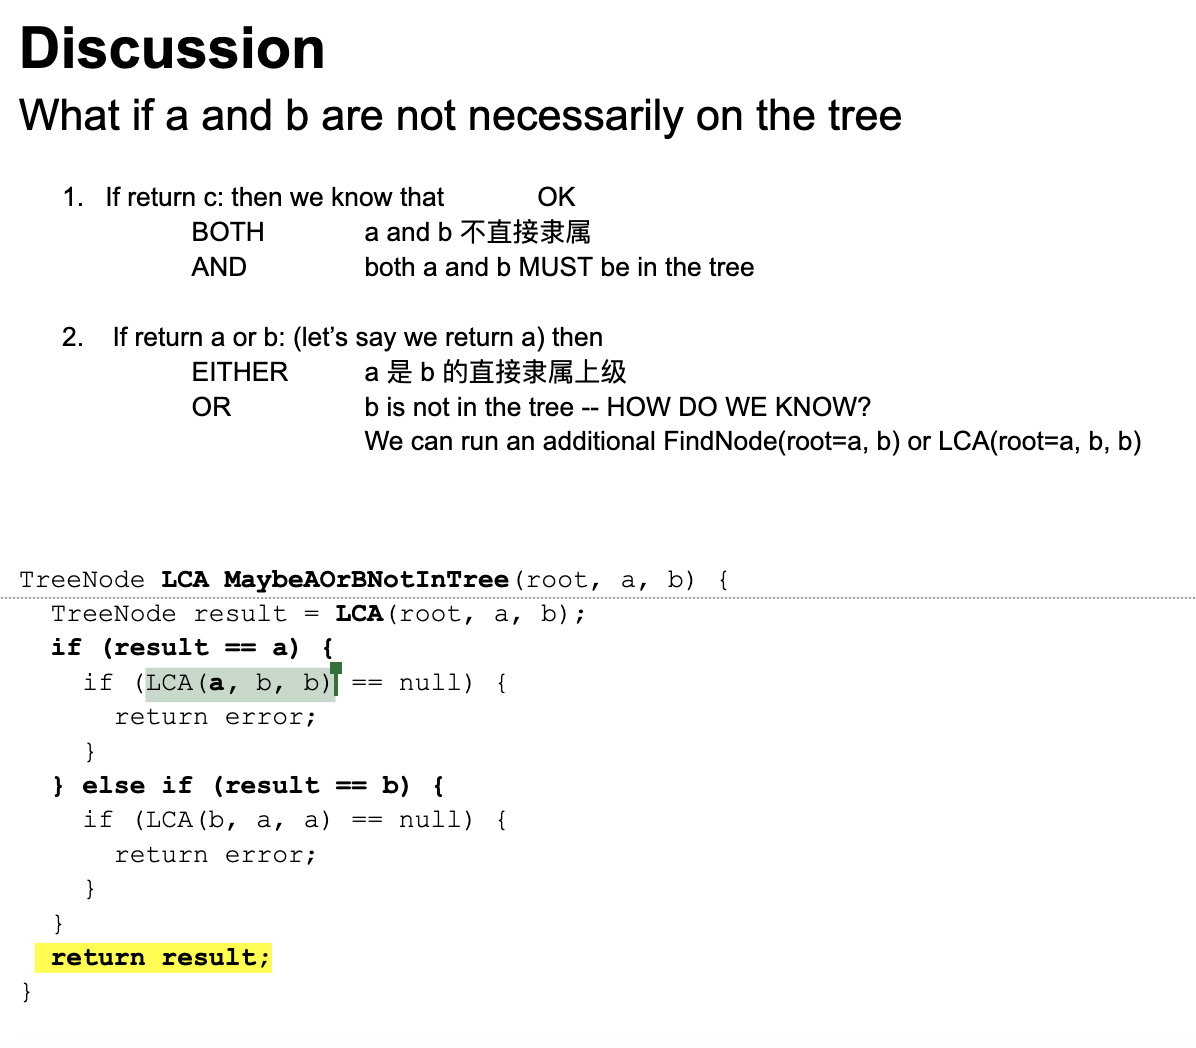 Discussion
What if a and b are not necessarily on the tree
1. If return c: then we know that OK
BOTH a and b 不直接隶属
AND both a and b MUST be in the tree
2. If return a or b: (let's say we return a) then
EITHER a 是 b 的直接隶属上级
OR b is not in the tree -- HOW DO WE KNOW?
We can run an additional FindNode(root=a, b) or LCA(root=a, b, b)
TreeNode LCA MaybeAOrBNotInTree(root, a, b) {
TreeNode result = LCA(root, a, b);
if (result == a) {
if (LCA(a, b, b) == null) {
return error;
}
} else if (result == b) {
if (LCA(b, a, a) == null) {
return error;
}
}
return result;
}